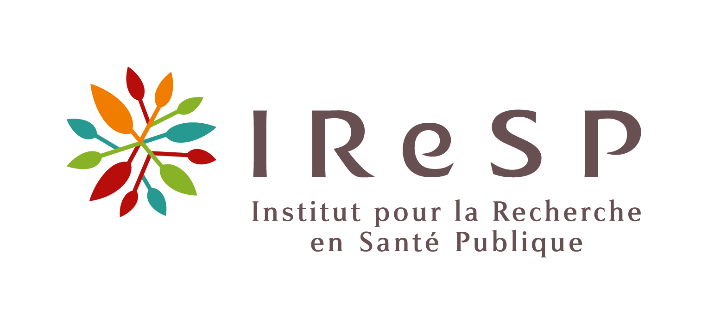 IReSP
Institut pour la Recherche
en Santé Publique